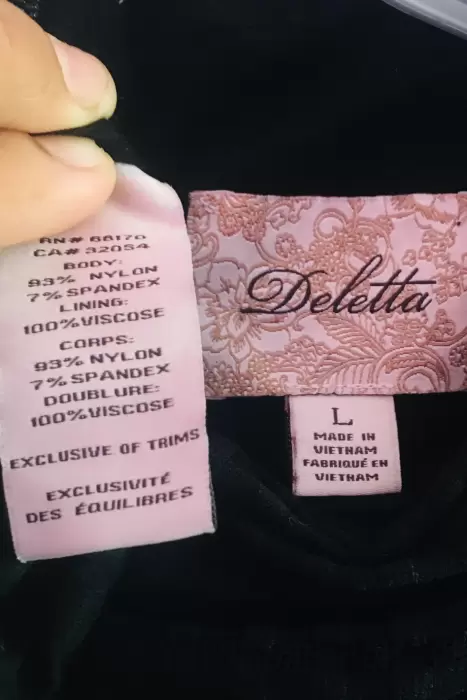 RN# 66170
CA# 32054
BODY:
93% NYLON
7% SPANDEX
LINING:
100% VISCOSE
CORPS:
93% NYLON
7% SPANDEX
DOUBLURE:
100% VISCOSE
EXCLUSIVE OF TRIMS
EXCLUSIVITÉ
DES ÉQUILIBRES
Deletta
L
MADE IN
VIETNAM
FABRIQUÉ EN
VIETNAM